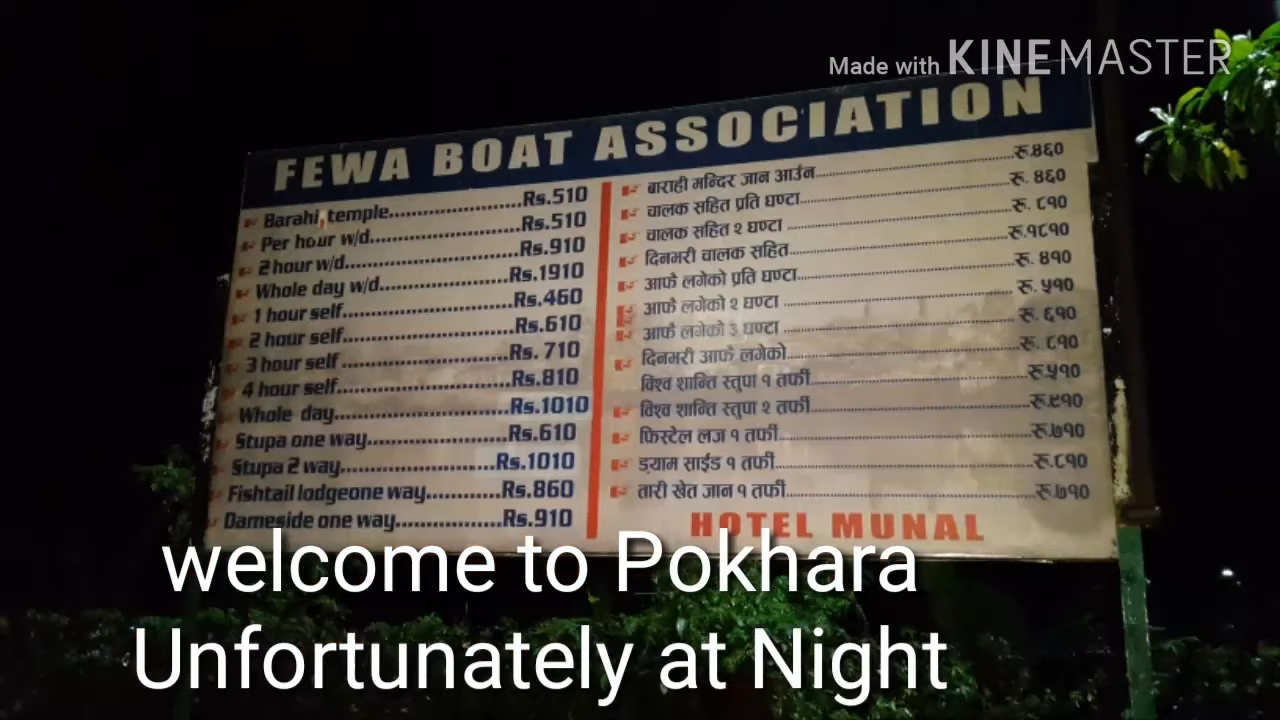 Made with KINEMASTER
FEWA BOAT ASSOCIATION
Barahi temple........................Rs.510
Per hour w/d..........................Rs.510
2 hour w/d.............................Rs.910
Whole day w/d......................Rs.1910
1 hour self.............................Rs.460
2 hour self.............................Rs.610
3 hour self.............................Rs. 710
4 hour self.............................Rs.810
Whole day.............................Rs.1010
Stupa one way.......................Rs.610
Stupa 2 way..........................Rs.1010
Fishtail lodgeone way............Rs.860
Dameside one way.................Rs.910
बाराही मन्दिर जान आउँन........................रु.४६०
चालक सहित प्रति घण्टा........................रु. ४६०
चालक सहित २ घण्टा ........................रु. ८१०
दिनभरी चालक सहित........................रु.१८१०
आफै लगेको प्रति घण्टा........................रु. ४१०
आफै लगेको २ घण्टा ........................रु. ५१०
आफै लगेको ३ घण्टा ........................रु. ६१०
दिनभरी आफै लगेको........................रु. ८१०
विश्व शान्ति स्तुपा १ तर्फी........................रु.५१०
विश्व शान्ति स्तुपा २ तर्फी........................रु.९१०
फिस्टेल लज १ तर्फी........................रु.७१०
ड्याम साईड १ तर्फी........................रु.८१०
तारी खेत जान १ तर्फी........................रु.७१०
HOTEL MUNAL
welcome to Pokhara
Unfortunately at Night